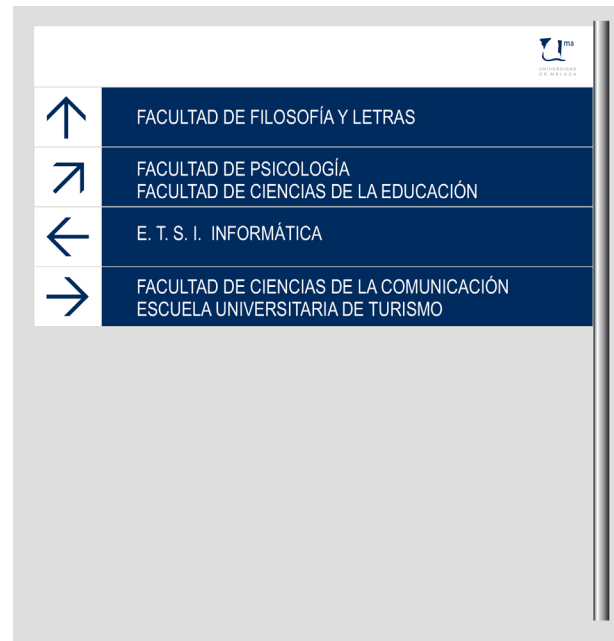 uma
UNIVERSIDAD
DE MÁLAGA
FACULTAD DE FILOSOFÍA Y LETRAS
FACULTAD DE PSICOLOGÍA
FACULTAD DE CIENCIAS DE LA EDUCACIÓN
E. T. S. I. INFORMÁTICA
FACULTAD DE CIENCIAS DE LA COMUNICACIÓN
ESCUELA UNIVERSITARIA DE TURISMO